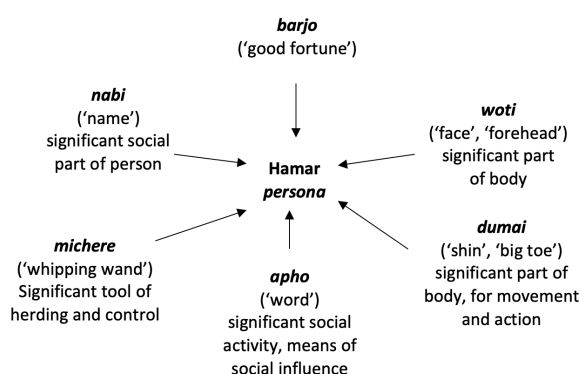 barjo
(‘good fortune’)
nabi
(‘name’)
significant social
part of person
woti
(‘face’, ‘forehead’)
significant part
of body
Hamar
persona
michere
(‘whipping wand’)
Significant tool of
herding and control
apho
(‘word’)
significant social
activity, means of
social influence
dumai
(‘shin’, ‘big toe’)
significant part of
body, for movement
and action